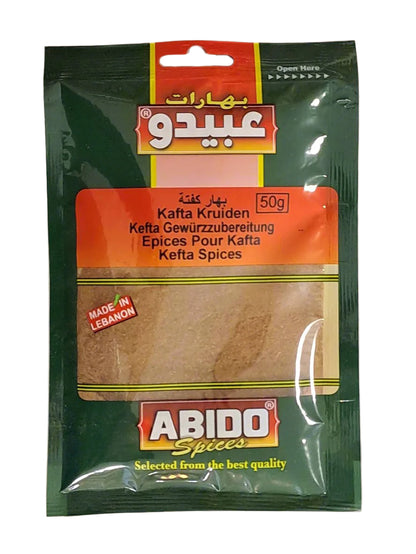 Open Here
بهارات
عبيدو®
بهار كفتة
50g
Kafta Kruiden
Kefta Gewürzzubereitung
Epices Pour Kafta
Kefta Spices
MADE IN
LEBANON
ABIDO®
Spices
Selected from the best quality